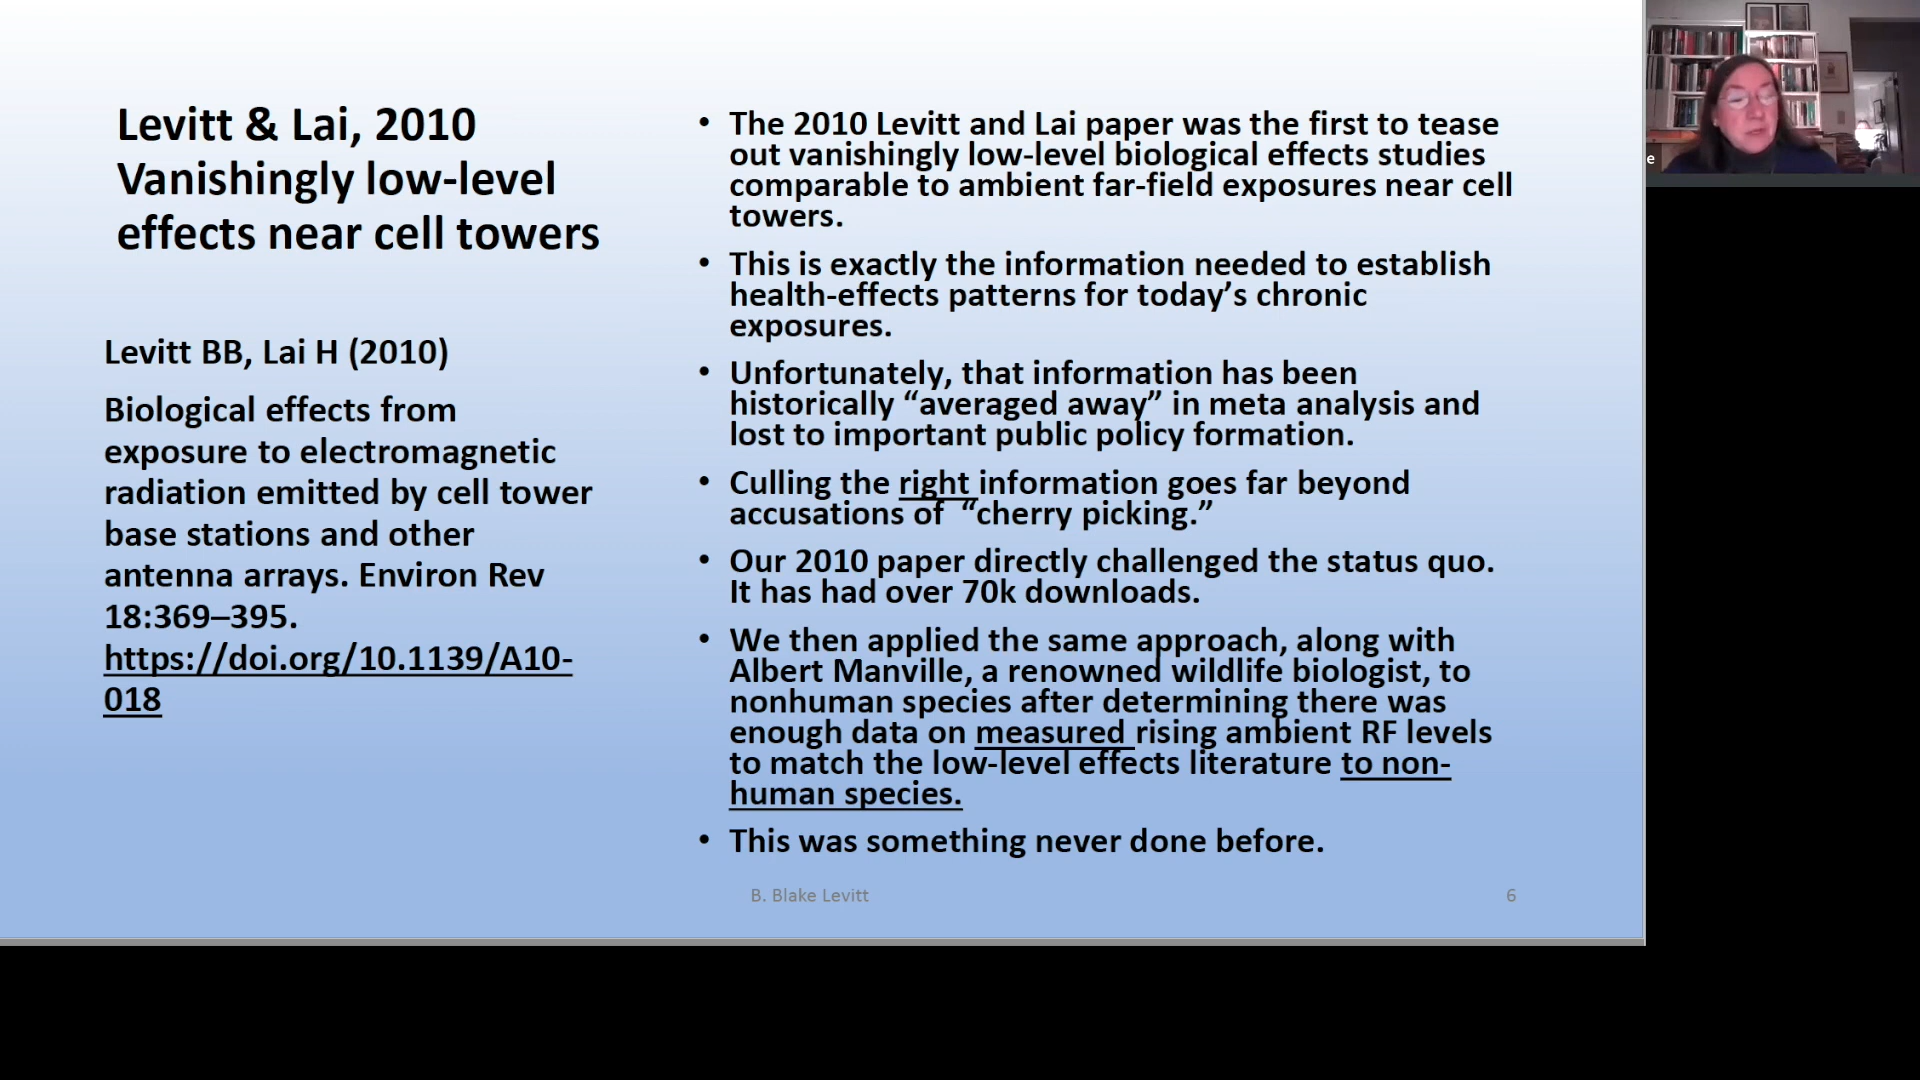 Levitt & Lai, 2010
Vanishingly low-level
effects near cell towers
Levitt BB, Lai H (2010)
Biological effects from
exposure to electromagnetic
radiation emitted by cell tower
base stations and other
antenna arrays. Environ Rev
18:369–395.
https://doi.org/10.1139/A10-
018
• The 2010 Levitt and Lai paper was the first to tease
out vanishingly low-level biological effects studies
comparable to ambient far-field exposures near cell
towers.
• This is exactly the information needed to establish
health-effects patterns for today’s chronic
exposures.
• Unfortunately, that information has been
historically “averaged away” in meta analysis and
lost to important public policy formation.
• Culling the right information goes far beyond
accusations of “cherry picking.”
• Our 2010 paper directly challenged the status quo.
It has had over 70k downloads.
• We then applied the same approach, along with
Albert Manville, a renowned wildlife biologist, to
nonhuman species after determining there was
enough data on measured rising ambient RF levels
to match the low-level effects literature to non-
human species.
• This was something never done before.
B. Blake Levitt
6
e